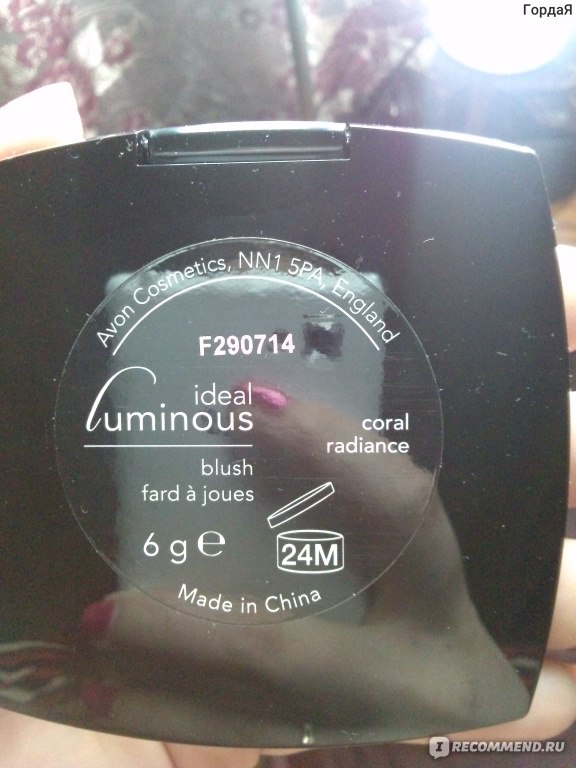 ГордаЯ
Avon Cosmetics, NN1 5PA, England
F290714
ideal
luminous
coral
radiance
blush
fard à joues
6 g ℮
24M
Made in China
IRECOMMEND.RU